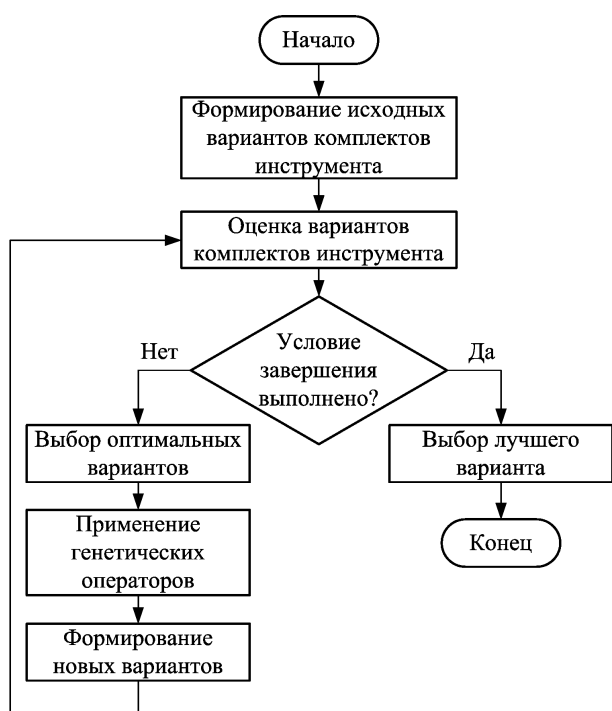 Начало
Формирование исходных
вариантов комплектов
инструмента
Оценка вариантов
комплектов инструмента
Условие
завершения
выполнено?
Нет
Да
Выбор оптимальных
вариантов
Применение
генетических
операторов
Формирование
новых вариантов
Выбор лучшего
варианта
Конец